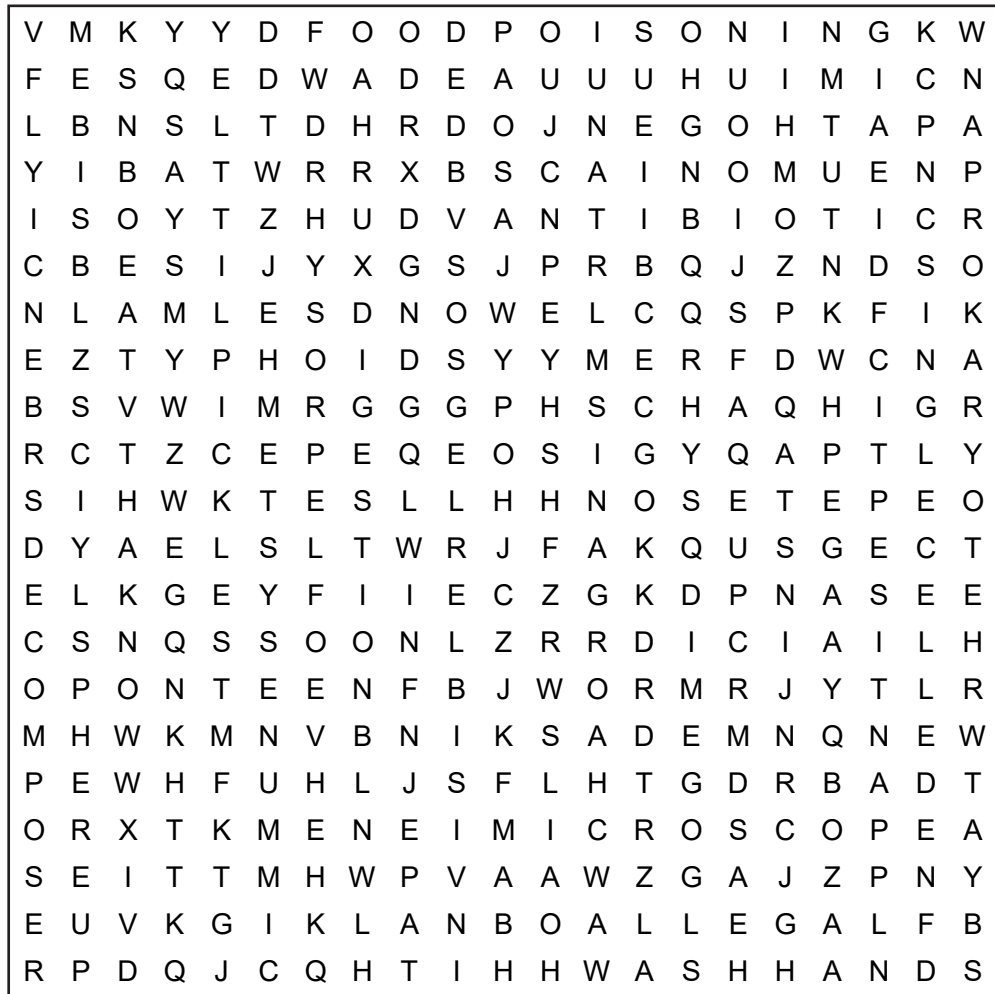 V M K Y Y D F O O D P O I S O N I N G K W
F E S Q E D W A D E A U U U H U I M I C N
L B N S L T D H R D O J N E G O H T A P A
Y I B A T W R R X B S C A I N O M U E N P
I S O Y T Z H U D V A N T I B I O T I C R
C B E S I J Y X G S J P R B Q J Z N D S O
N L A M L E S D N O W E L C Q S P K F I K
E Z T Y P H O I D S Y Y M E R F D W C N A
B S V W I M R G G G P H S C H A Q H I G R
R C T Z C E P E Q E O S I G Y Q A P T L Y
S I H W K T E S L L H H N O S E T E P E O
D Y A E L S L T W R J F A K Q U S G E C T
E L K G E Y F I I E C Z G K D P N A S E E
C S N Q S S O O N L Z R R D I C I A I L H
O P O N T E E N F B J W O R M R J Y T L R
M H W K M N V B N I K S A D E M N Q N E W
P E W H F U H L J S F L H T G D R B A D T
O R X T K M E N E I M I C R O S C O P E A
S E I T T M H W P V A A W Z G A J Z P N Y
E U V K G I K L A N B O A L L E G A L F B
R P D Q J C Q H T I H H W A S H H A N D S